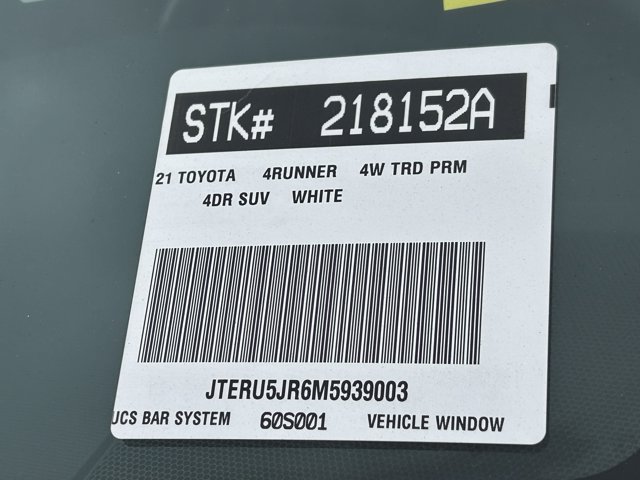 STK# 218152A
21 TOYOTA 4RUNNER 4W TRD PRM
4DR SUV WHITE
JTERU5JR6M5939003
UCS BAR SYSTEM 60S001 VEHICLE WINDOW